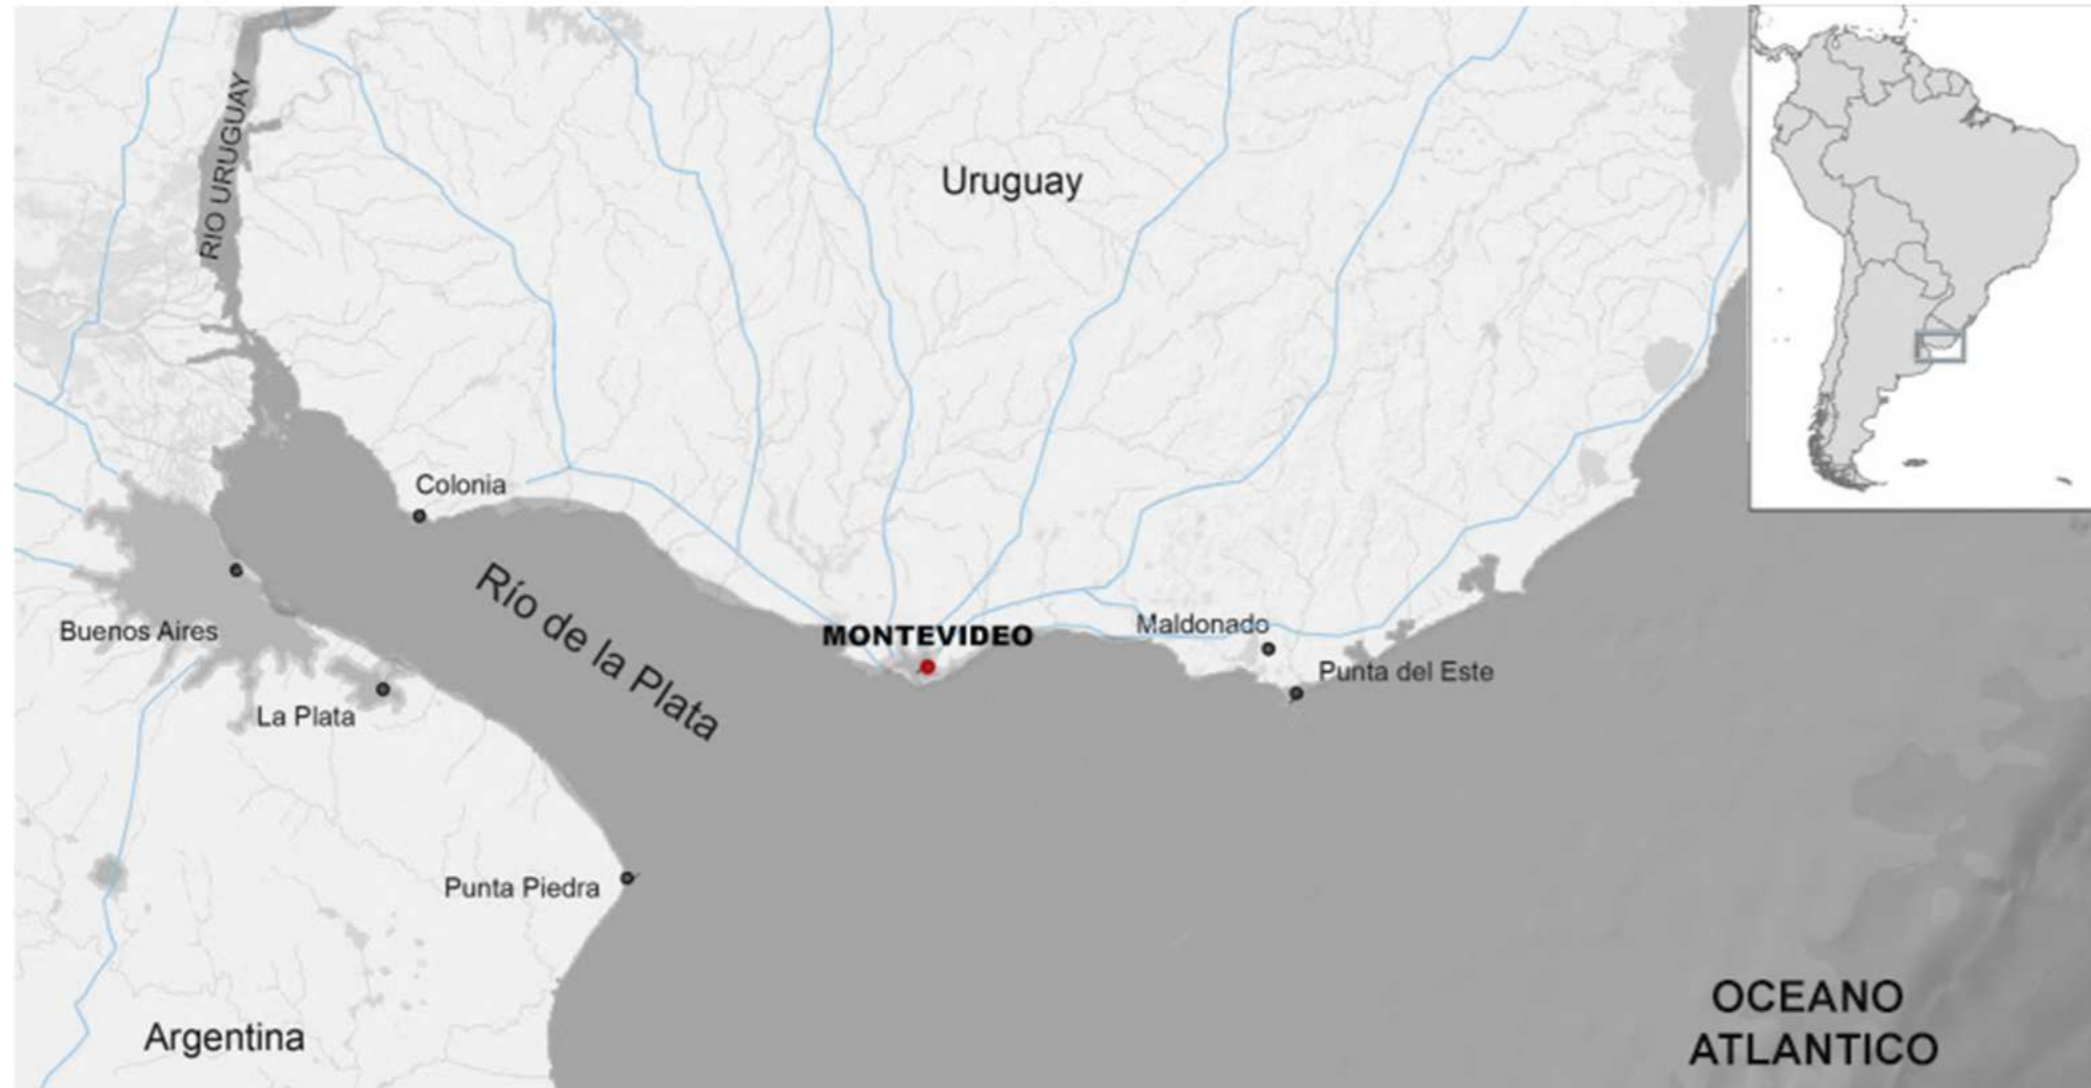 RIO URUGUAY
Uruguay
Colonia
Río de la Plata
Buenos Aires
MONTEVIDEO
Maldonado
Punta del Este
La Plata
Punta Piedra
Argentina
OCEANO
ATLANTICO